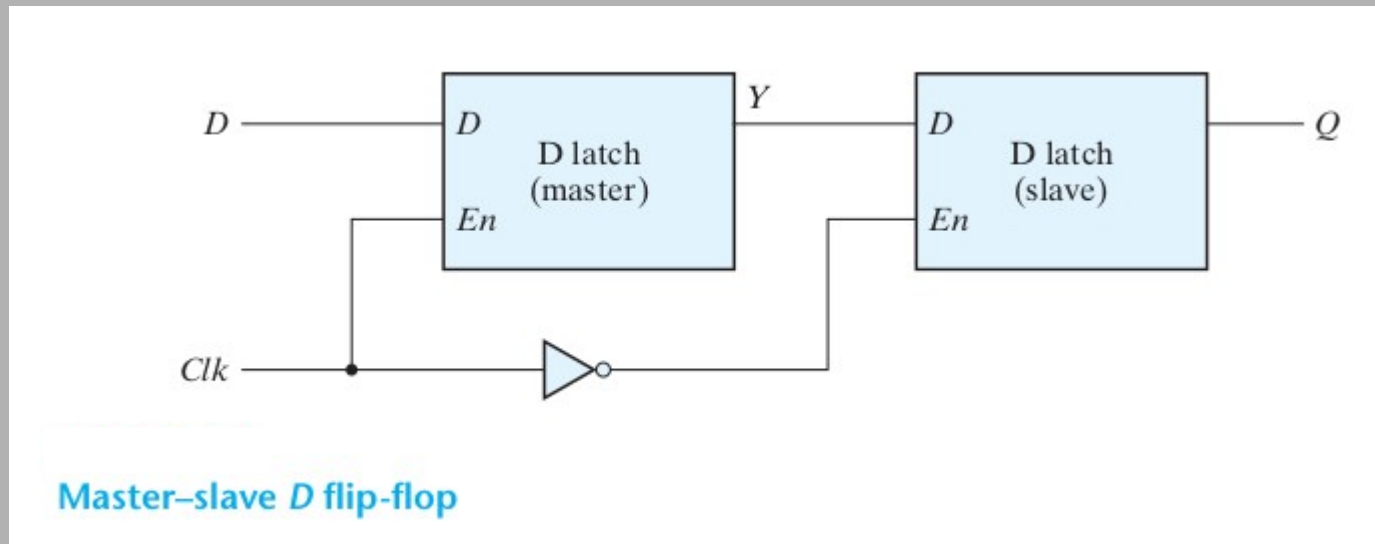 D
D
D latch
(master)
En
Y
D
D latch
(slave)
En
Q
Clk
Master–slave D flip-flop